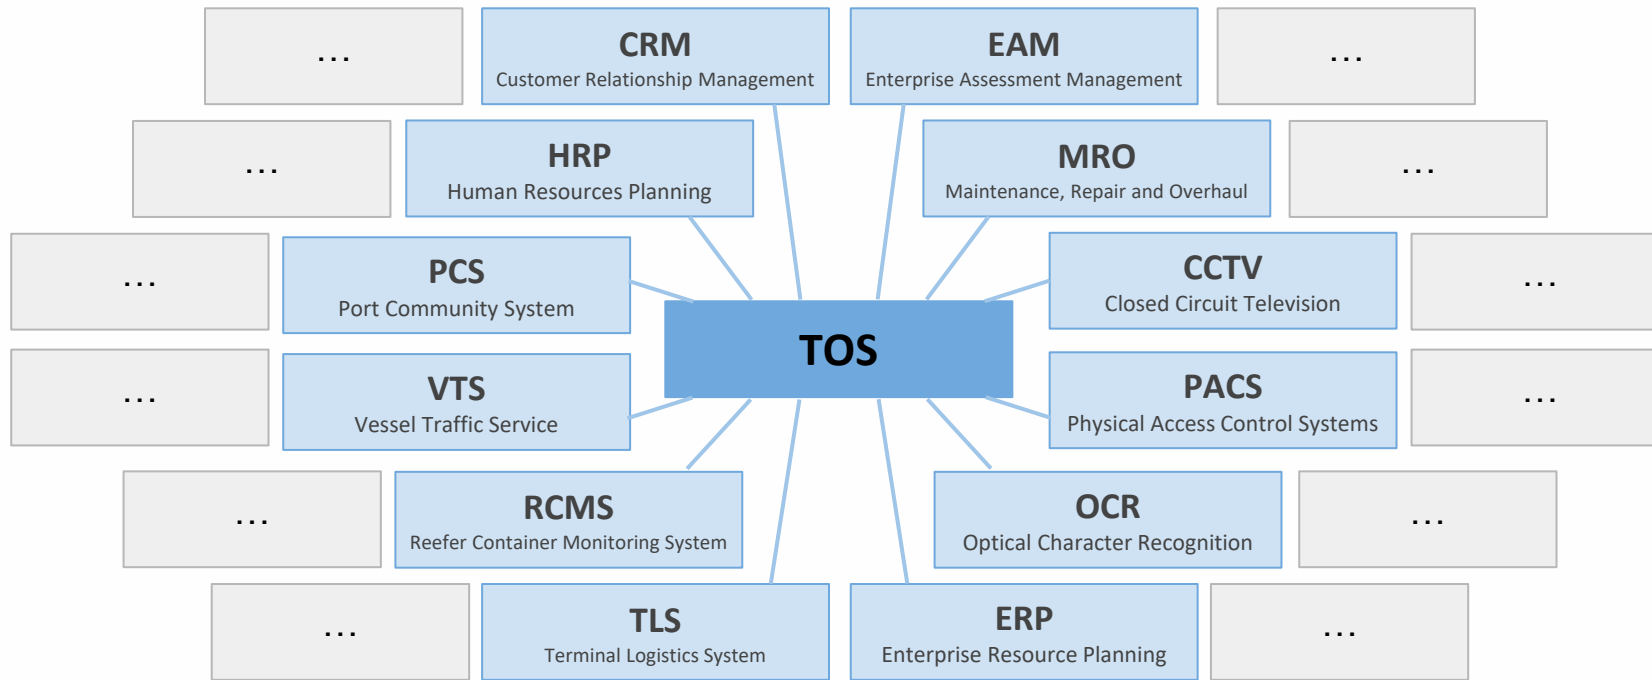 ...
CRM
Customer Relationship Management
EAM
Enterprise Assessment Management
...
...
HRP
Human Resources Planning
MRO
Maintenance, Repair and Overhaul
...
...
PCS
Port Community System
CCTV
Closed Circuit Television
...
TOS
...
VTS
Vessel Traffic Service
PACS
Physical Access Control Systems
...
...
RCMS
Reefer Container Monitoring System
OCR
Optical Character Recognition
...
...
TLS
Terminal Logistics System
ERP
Enterprise Resource Planning
...